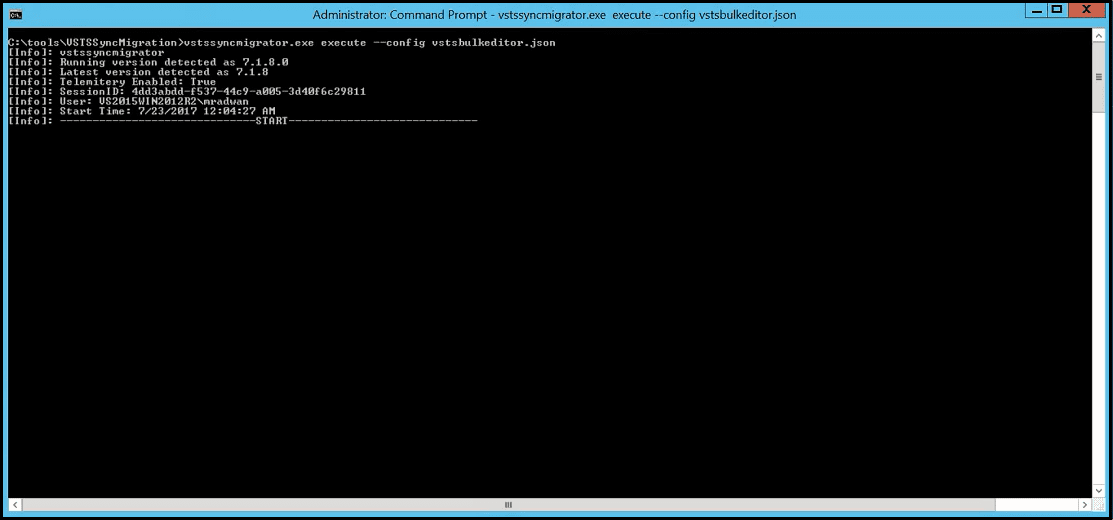 Administrator: Command Prompt - vstssyncmigrator.exe  execute --config vstsbulkeditor.json
C:\tools\VSTSSyncMigration>vstssyncmigrator.exe execute --config vstsbulkeditor.json
[Info]: vstssyncmigrator
[Info]: Running version detected as 7.1.8.0
[Info]: Latest version detected as 7.1.8
[Info]: Telemitery Enabled: True
[Info]: SessionID: 4dd3abdd-f537-44c9-a005-3d40f6c29811
[Info]: User: VS2015WIN2012R2\mradwan
[Info]: Start Time: 7/23/2017 12:04:27 AM
[Info]: ------------------------------START-----------------------------